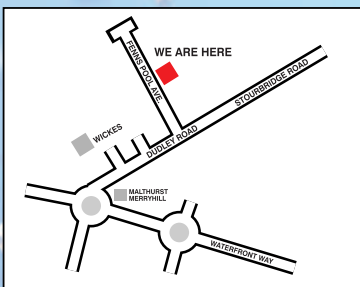 WE ARE HERE
FENNS POOL AVE.
STOURBRIDGE ROAD
WICKES
DUDLEY ROAD
MALTHURST
MERRYHILL
WATERFRONT WAY